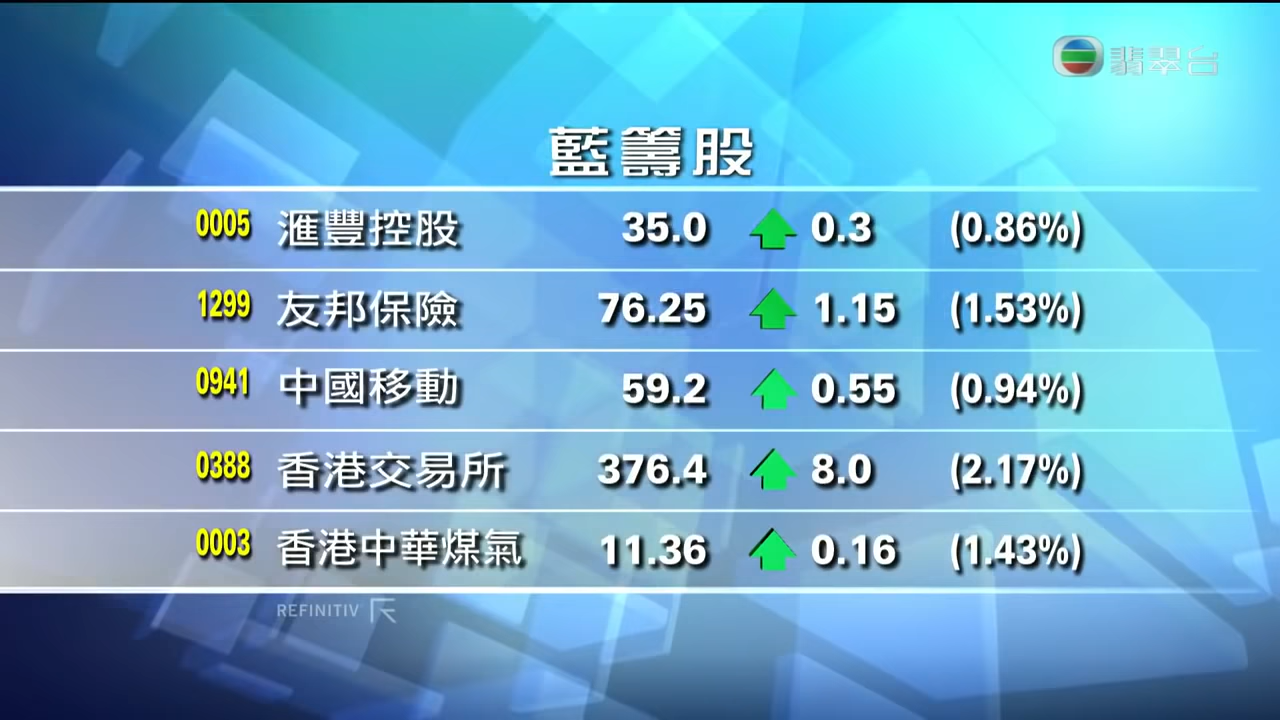 翡翠台
藍籌股
0005 滙豐控股 35.0 0.3 (0.86%)
1299 友邦保險 76.25 1.15 (1.53%)
0941 中國移動 59.2 0.55 (0.94%)
0388 香港交易所 376.4 8.0 (2.17%)
0003 香港中華煤氣 11.36 0.16 (1.43%)
REFINITIV